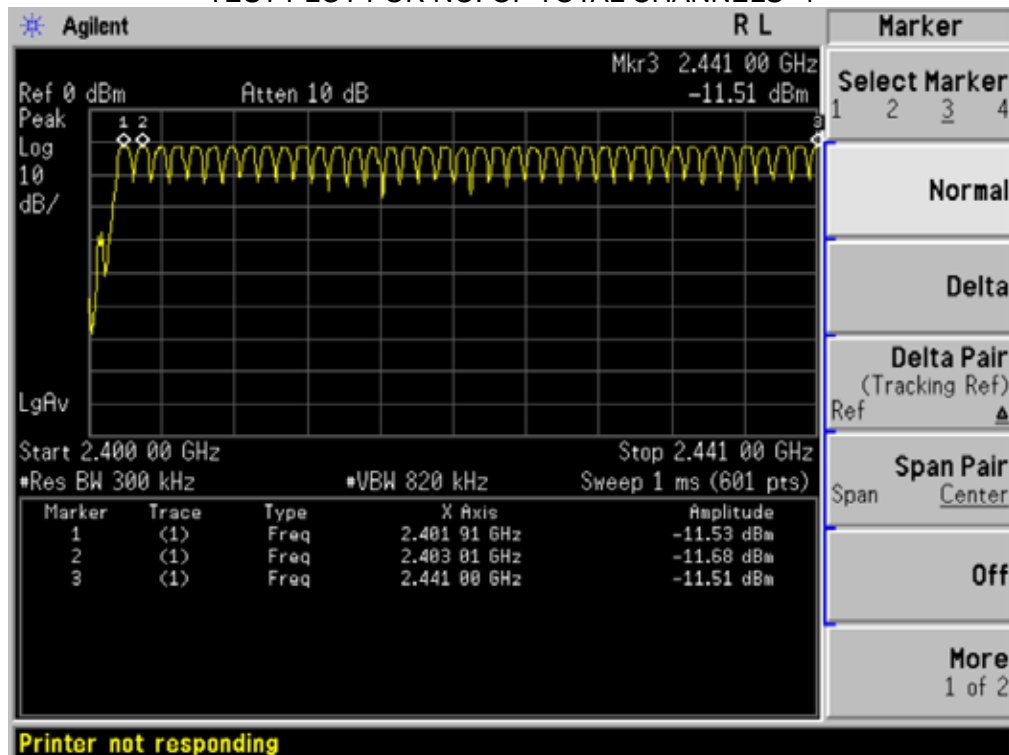 Agilent
R L
Marker
Mkr3 2.441 00 GHz
Ref 0 dBm
Atten 10 dB
-11.51 dBm
Peak
Log
10
dB/
1
2
3
LgAv
Start 2.400 00 GHz
Stop 2.441 00 GHz
#Res BW 300 kHz
#VBW 820 kHz
Sweep 1 ms (601 pts)
Marker Trace Type X Axis Amplitude
1 (1) Freq 2.401 91 GHz -11.53 dBm
2 (1) Freq 2.403 01 GHz -11.68 dBm
3 (1) Freq 2.441 00 GHz -11.51 dBm
Select Marker
1 2 3 4
Normal
Delta
Delta Pair
(Tracking Ref)
Ref Δ
Span Pair
Span Center
Off
More
1 of 2
Printer not responding